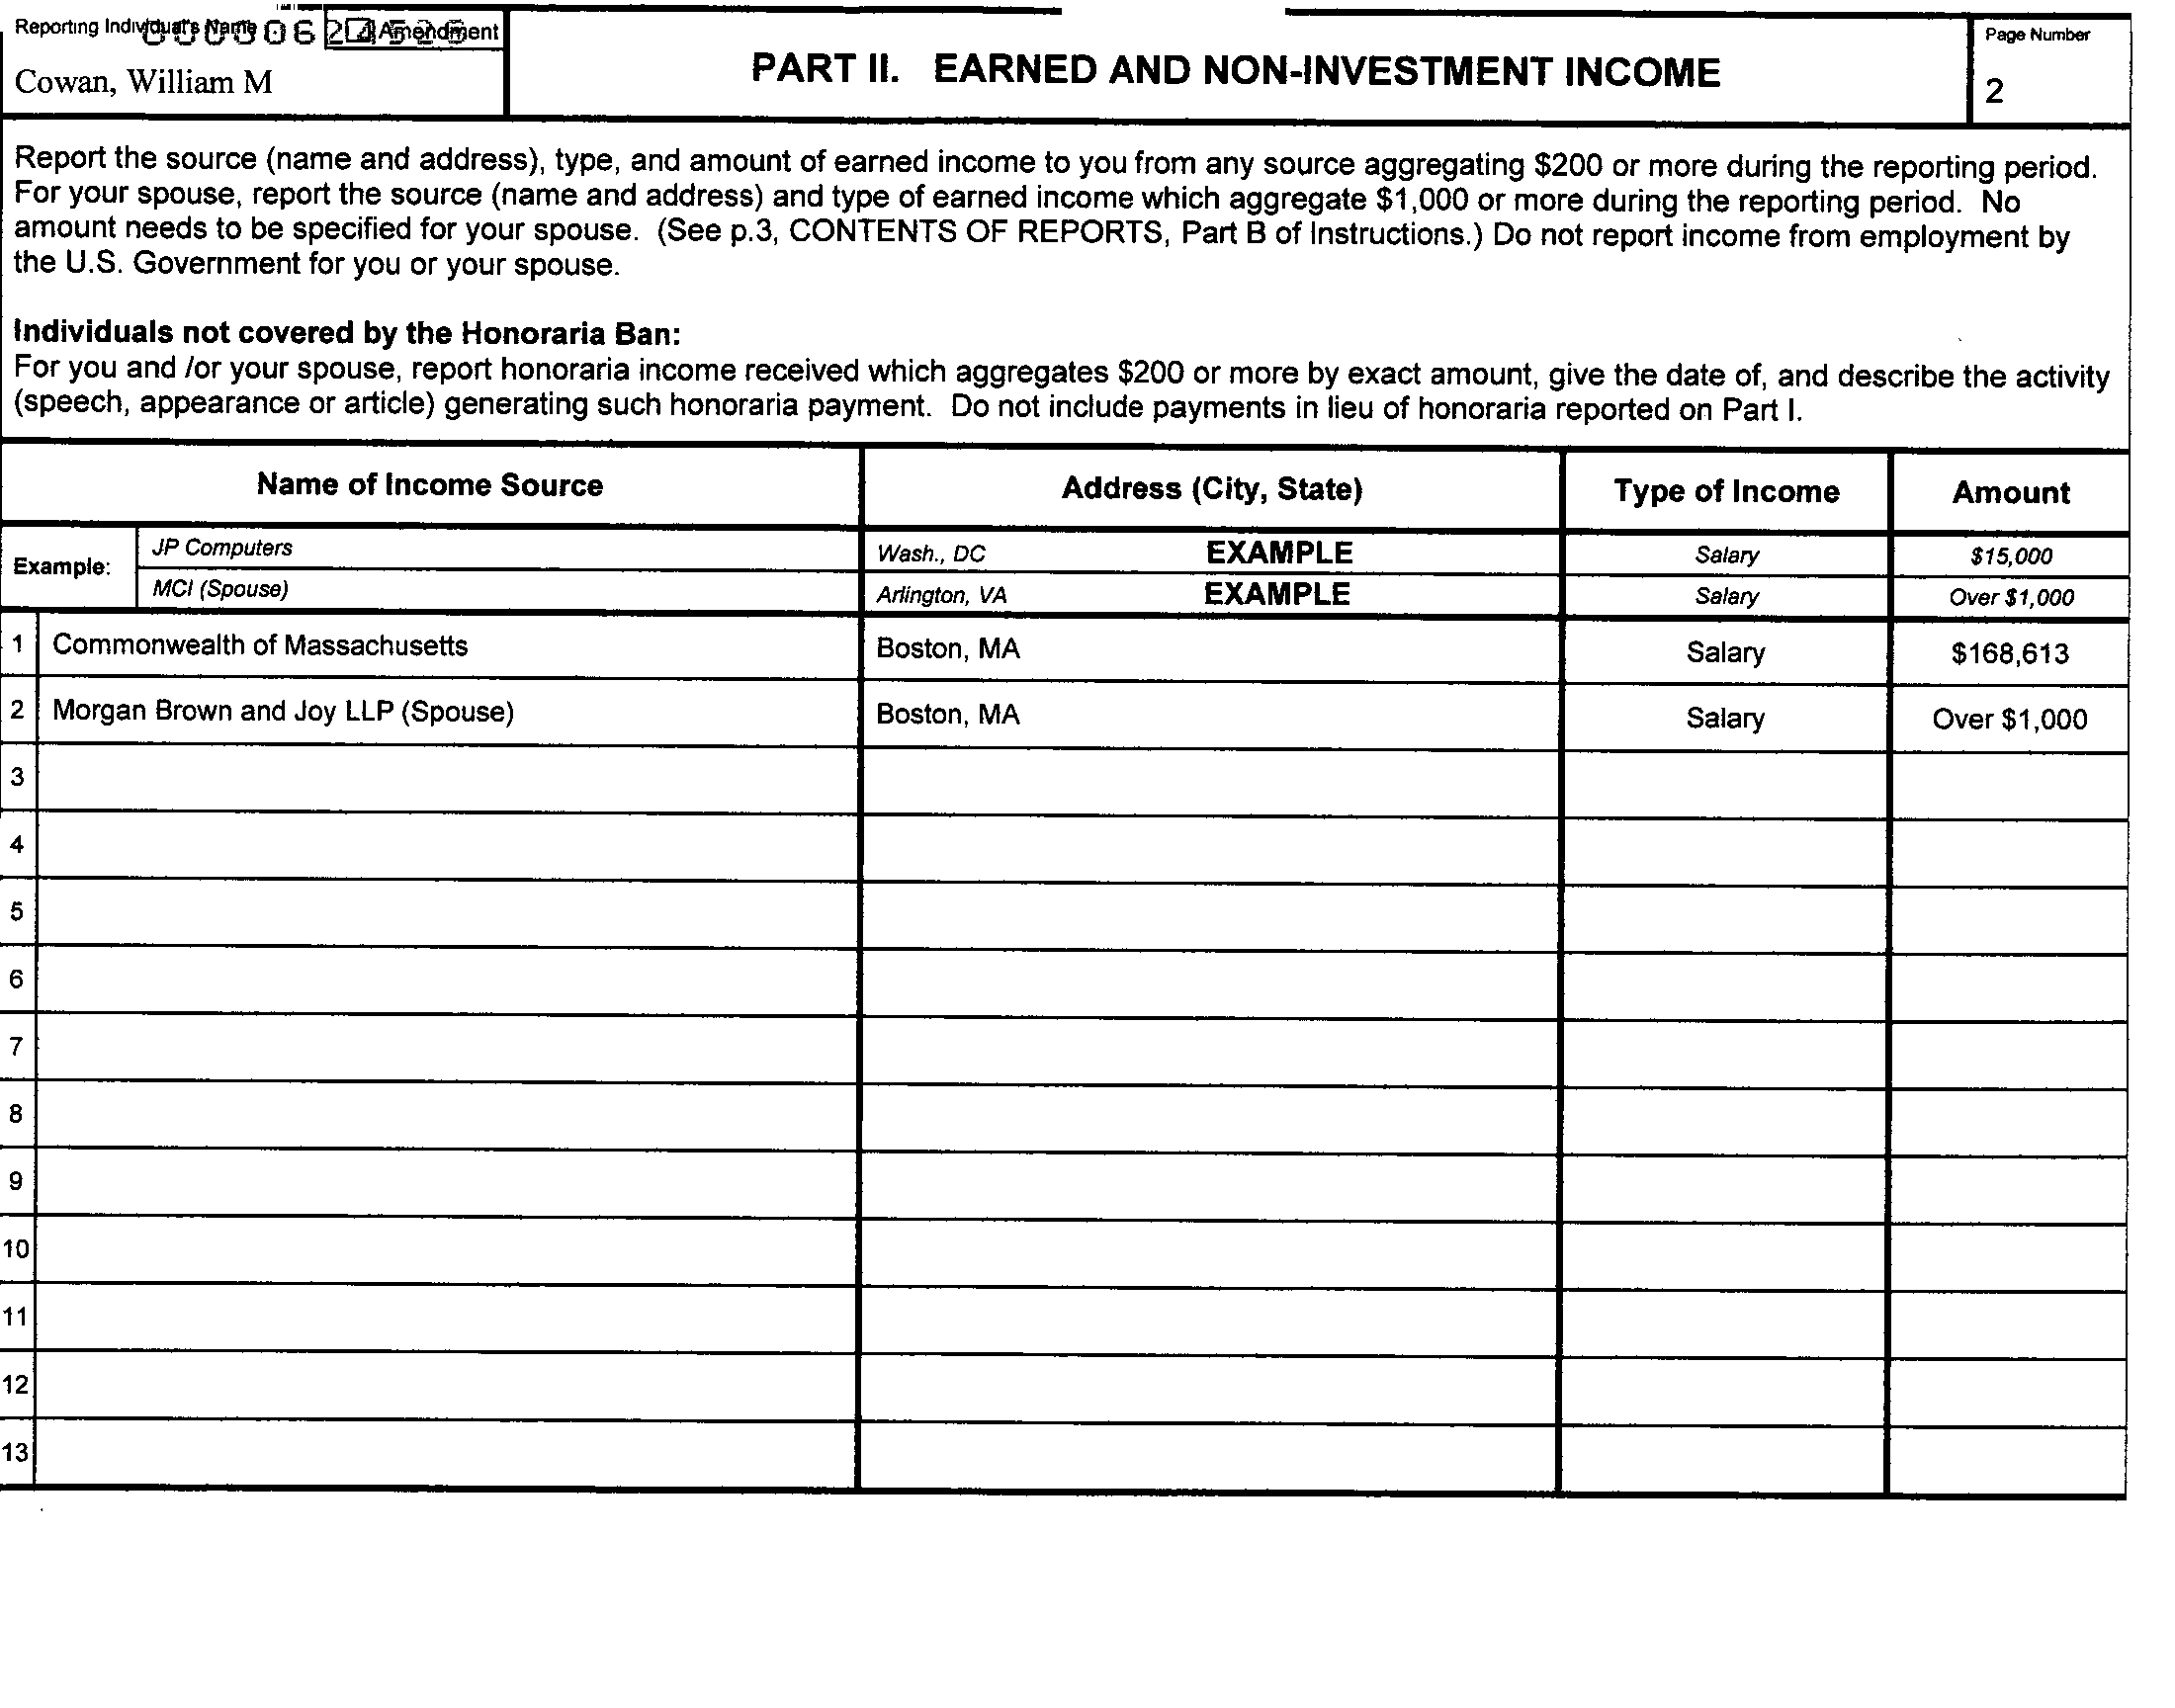 Reporting Individual's Name
Amendment
Cowan, William M
PART II. EARNED AND NON-INVESTMENT INCOME
Page Number
2
Report the source (name and address), type, and amount of earned income to you from any source aggregating $200 or more during the reporting period.
For your spouse, report the source (name and address) and type of earned income which aggregate $1,000 or more during the reporting period. No
amount needs to be specified for your spouse. (See p.3, CONTENTS OF REPORTS, Part B of Instructions.) Do not report income from employment by
the U.S. Government for you or your spouse.
Individuals not covered by the Honoraria Ban:
For you and /or your spouse, report honoraria income received which aggregates $200 or more by exact amount, give the date of, and describe the activity
(speech, appearance or article) generating such honoraria payment. Do not include payments in lieu of honoraria reported on Part I.
Name of Income Source Address (City, State) Type of Income Amount
Example:
JP Computers Wash., DC EXAMPLE Salary $15,000
MCI (Spouse) Arlington, VA EXAMPLE Salary Over $1,000
1 Commonwealth of Massachusetts Boston, MA Salary $168,613
2 Morgan Brown and Joy LLP (Spouse) Boston, MA Salary Over $1,000
3
4
5
6
7
8
9
10
11
12
13